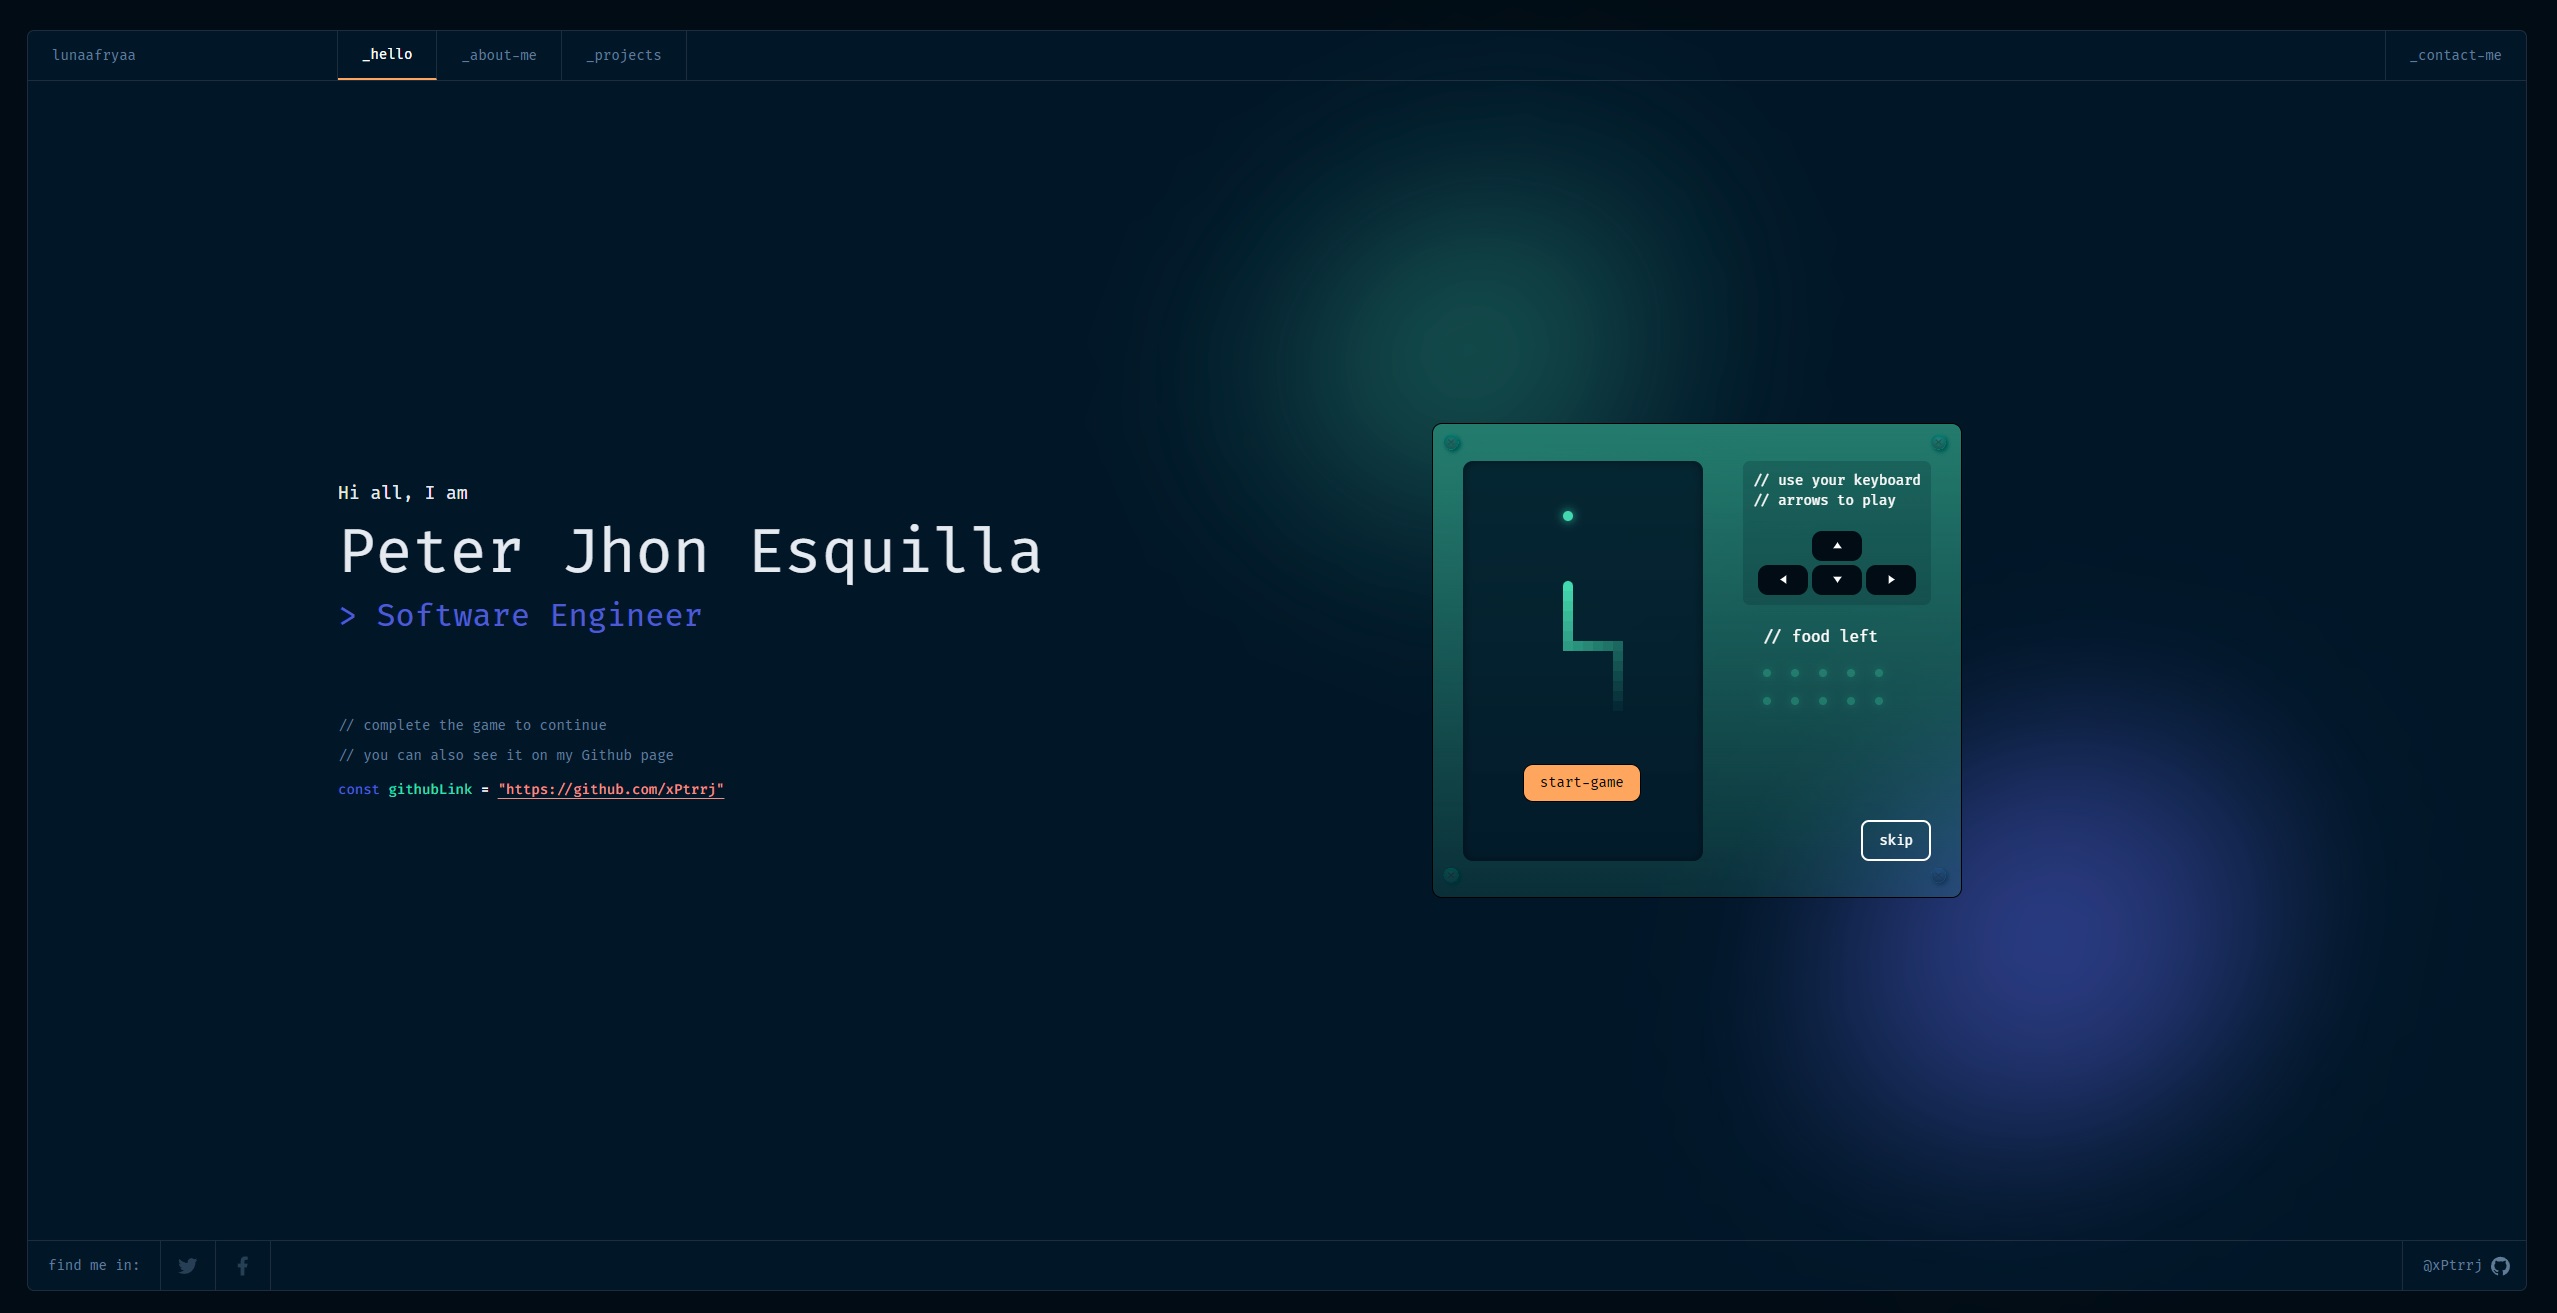 lunaafryaa
_hello
_about-me
_projects
_contact-me
Hi all, I am
Peter Jhon Esquilla
> Software Engineer
// complete the game to continue
// you can also see it on my Github page
const githubLink = "https://github.com/xPtrrj"
start-game
// use your keyboard
// arrows to play
// food left
skip
find me in:
@xPtrrj